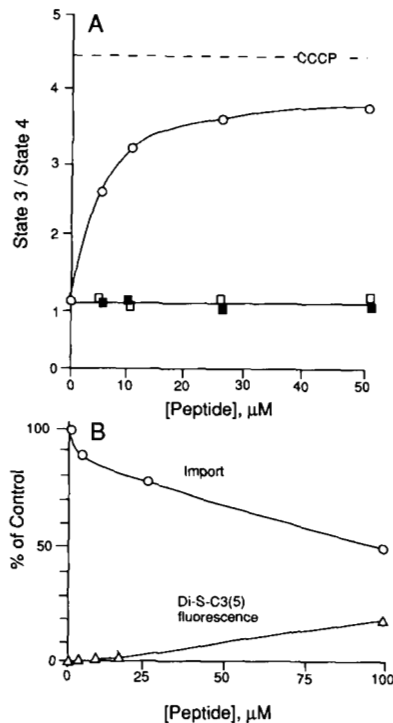 A
5
4
3
2
1
0
State 3 / State 4
CCCP
0 10 20 30 40 50
[Peptide], μM
B
100
50
0
% of Control
Import
Di-S-C3(5)
fluorescence
0 25 50 75 100
[Peptide], μM